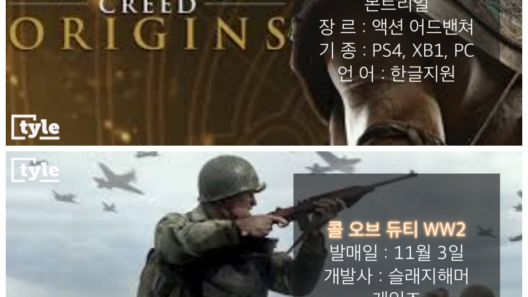 CREED
ORIGINS
몬트리얼
장 르 : 액션 어드밴쳐
기 종 : PS4, XB1, PC
언 어 : 한글지원
tyle
tyle
콜 오브 듀티 WW2
발매일 : 11월 3일
개발사 : 슬래지해머
게임즈